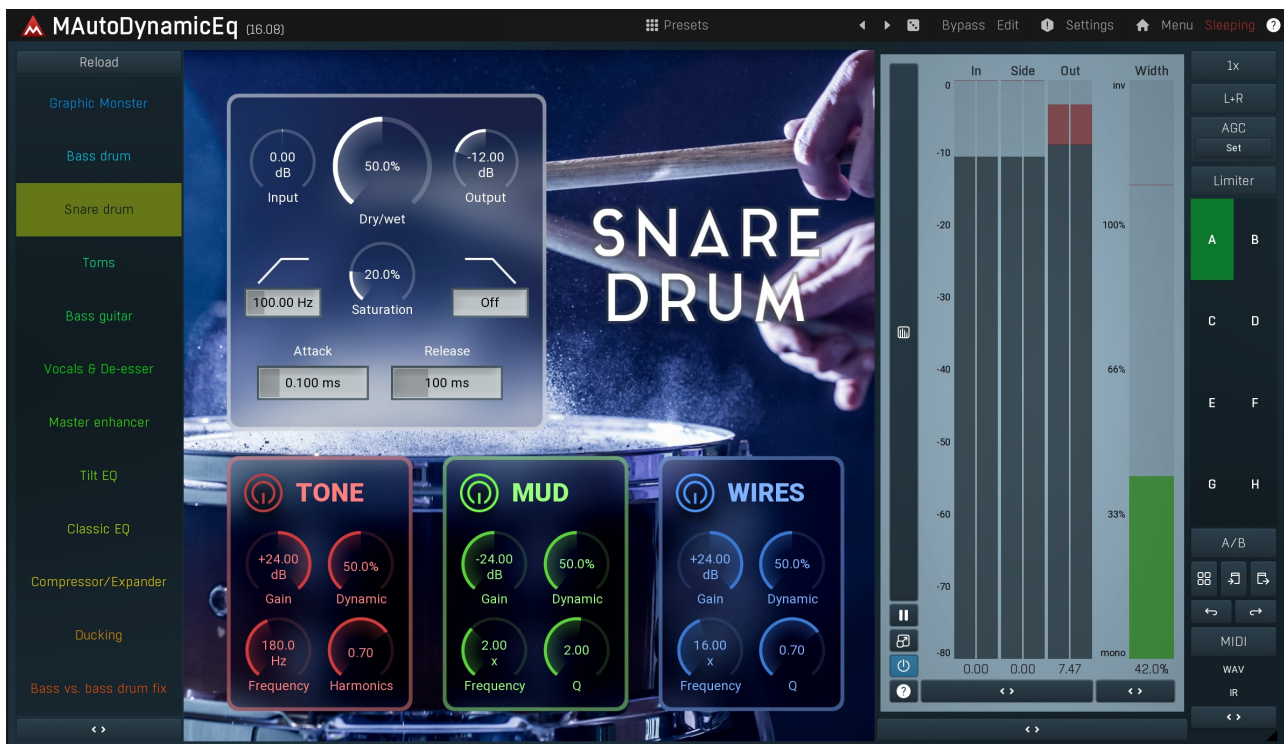 MAutoDynamicEq (16.08)
Presets
Bypass Edit Settings Menu Sleeping ?
Reload
Graphic Monster
Bass drum
Snare drum
Toms
Bass guitar
Vocals & De-esser
Master enhancer
Tilt EQ
Classic EQ
Compressor/Expander
Ducking
Bass vs. bass drum fix
0.00
dB
Input
50.0%
Dry/wet
-12.00
dB
Output
100.00 Hz
20.0%
Saturation
Off
Attack
0.100 ms
Release
100 ms
SNARE
DRUM
TONE
+24.00
dB
Gain
50.0%
Dynamic
180.0
Hz
Frequency
0.70
Harmonics
MUD
-24.00
dB
Gain
50.0%
Dynamic
2.00
x
Frequency
2.00
Q
WIRES
+24.00
dB
Gain
50.0%
Dynamic
16.00
x
Frequency
0.70
Q
In Side Out Width
0
-10
-20
-30
-40
-50
-60
-70
-80
inv
100%
66%
33%
mono
0.00 0.00 7.47 42.0%
?
1x
L+R
AGC
Set
Limiter
A B
C D
E F
G H
A/B
MIDI
WAV
IR